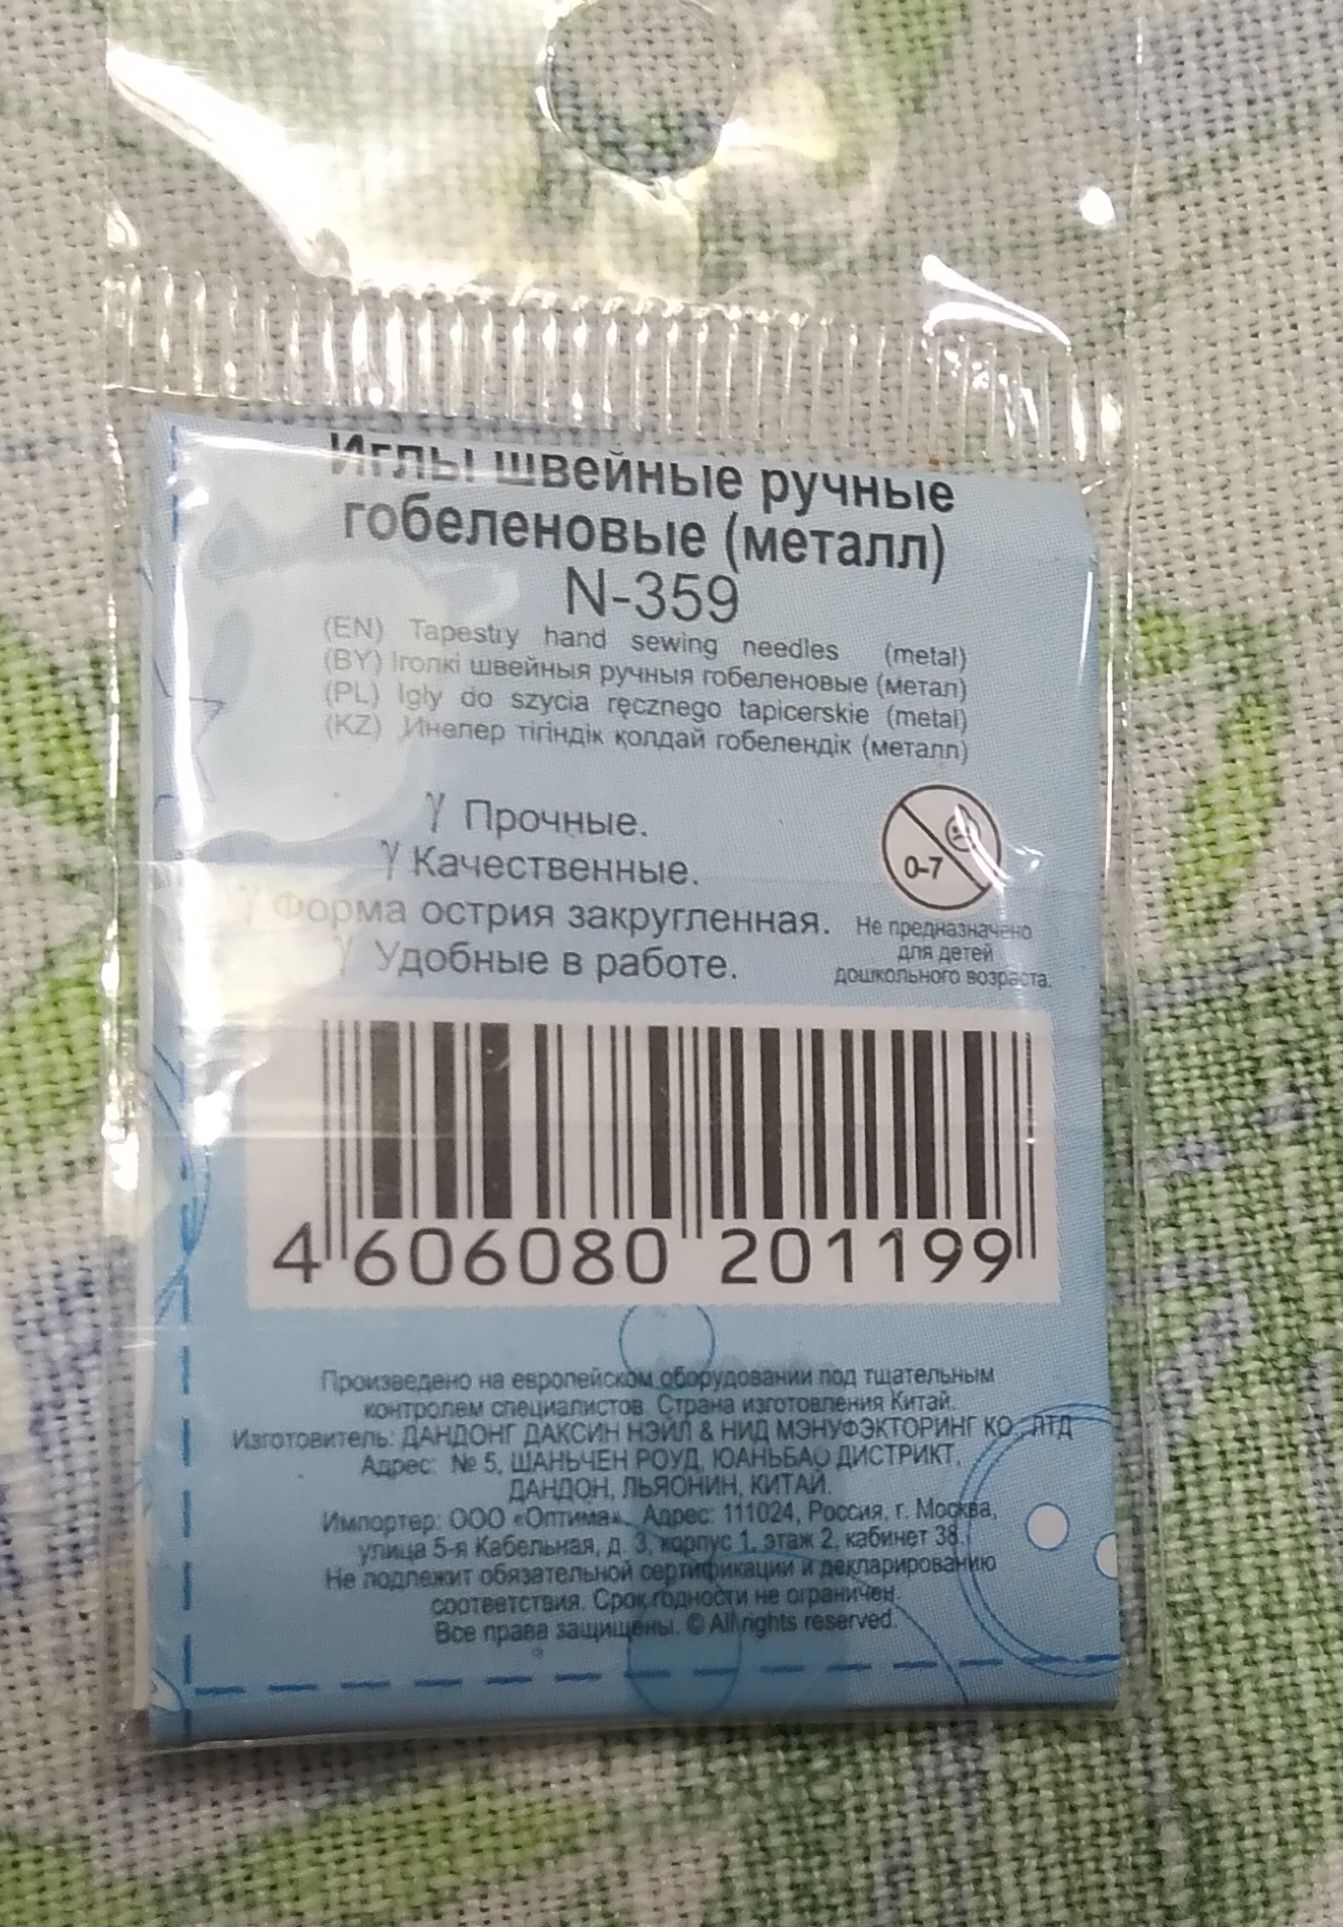 Иглы швейные ручные
гобеленовые (металл)
N-359
(EN) Tapestry hand sewing needles (metal)
(BY) Іголкі швейныя ручныя гобеленовые (метал)
(PL) Igły do szycia ręcznego tapicerskie (metal)
(KZ) Инелер тігіндік қолдай гобелендік (металл)
γ Прочные.
γ Качественные.
γ Форма острия закругленная.
γ Удобные в работе.
0-7
Не предназначено
для детей
дошкольного возраста.
4 606080 201199
Произведено на европейском оборудовании под тщательным
контролем специалистов. Страна изготовления Китай.
Изготовитель: ДАНДОНГ ДАКСИН НЭЙЛ & НИД МЭНУФЭКТОРИНГ КО., ЛТД
Адрес: № 5, ШАНЬЧЕН РОУД, ЮАНЬБАО ДИСТРИКТ,
ДАНДОН, ЛЬЯОНИН, КИТАЙ.
Импортер: ООО «Оптима». Адрес: 111024, Россия, г. Москва,
улица 5-я Кабельная, д. 3, корпус 1, этаж 2, кабинет 38.
Не подлежит обязательной сертификации и декларированию
соответствия. Срок годности не ограничен.
Все права защищены. © All rights reserved.